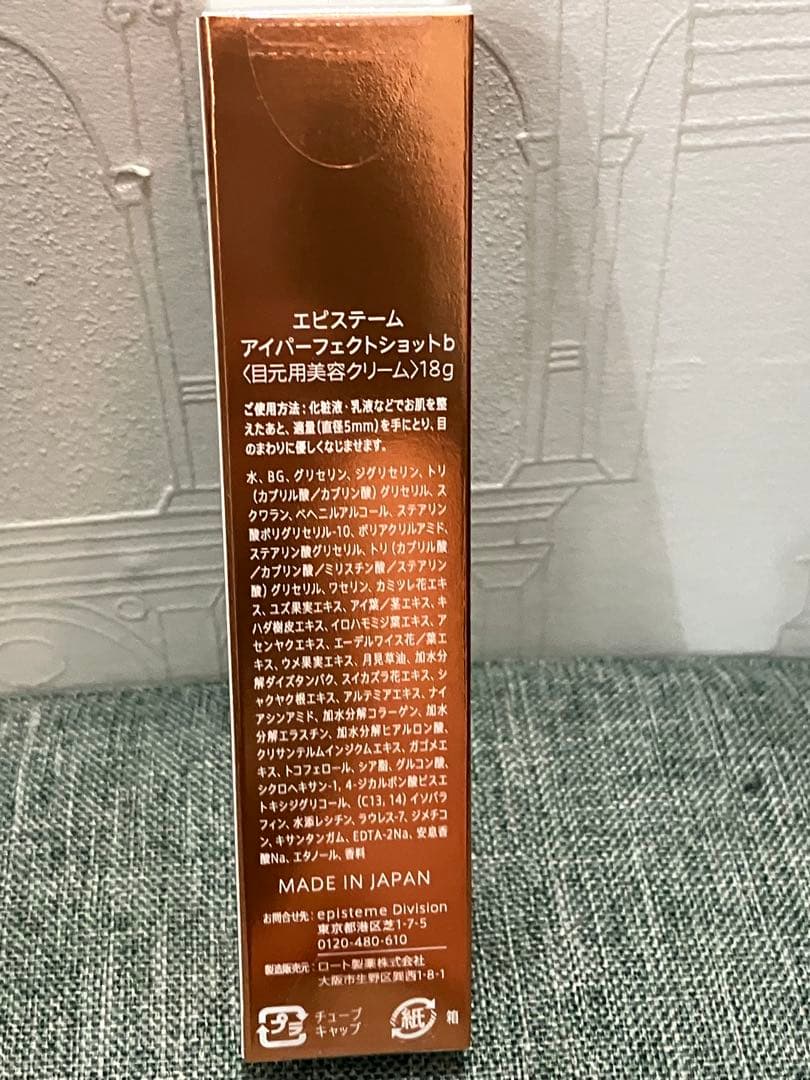 エピステーム
アイパーフェクトショットb
〈目元用美容クリーム〉18g
ご使用方法：化粧液・乳液などでお肌を整
えたあと、適量(直径5mm)を手にとり、目
のまわりに優しくなじませます。
水、BG、グリセリン、ジグリセリン、トリ
(カプリル酸／カプリン酸)グリセリル、ス
クワラン、ベヘニルアルコール、ステアリン
酸ポリグリセリル-10、ポリアクリルアミド、
ステアリン酸グリセリル、トリ(カプリル酸
／カプリン酸／ミリスチン酸／ステアリン
酸)グリセリル、ワセリン、カミツレ花エキ
ス、ユズ果実エキス、アイ葉／茎エキス、キ
ハダ樹皮エキス、イロハモミジ葉エキス、ア
センヤクエキス、エーデルワイス花／葉エ
キス、ウメ果実エキス、月見草油、加水分
解ダイズタンパク、スイカズラ花エキス、シ
ャクヤク根エキス、アルテミアエキス、ナイ
アシンアミド、加水分解コラーゲン、加水
分解エラスチン、加水分解ヒアルロン酸、
クリサンテルムインジクムエキス、ガゴメエ
キス、トコフェロール、シア脂、グルコン酸、
シクロヘキサン-1, 4-ジカルボン酸ビスエ
トキシジグリコール、(C13, 14)イソパラ
フィン、水添レシチン、ラウレス-7、ジメチコ
ン、キサンタンガム、EDTA-2Na、安息香
酸Na、エタノール、香料
MADE IN JAPAN
お問合せ先：episteme Division
東京都港区芝1-7-5
0120-480-610
製造販売元：ロート製薬株式会社
大阪市生野区巽西1-8-1
プラ チューブ
キャップ
紙 箱